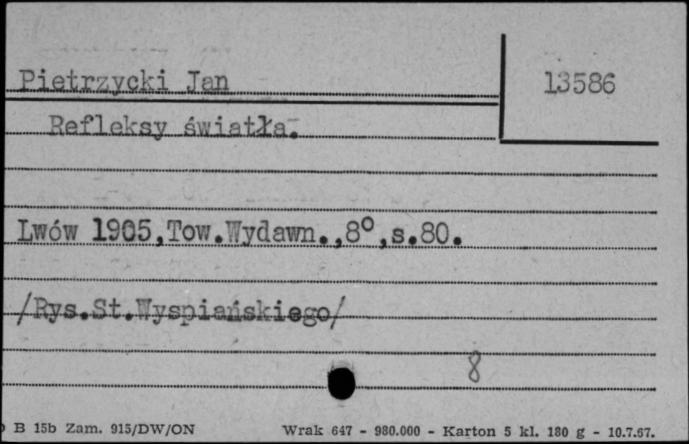 Pietrzycki Jan 13586
Refleksy światła.
Lwów 1905,Tow.Wydawn.,8°,s.80.
/Rys.St.Wyspiańskiego/
8
B 15b Zam. 915/DW/ON Wrak 647 - 980.000 - Karton 5 kl. 180 g - 10.7.67.